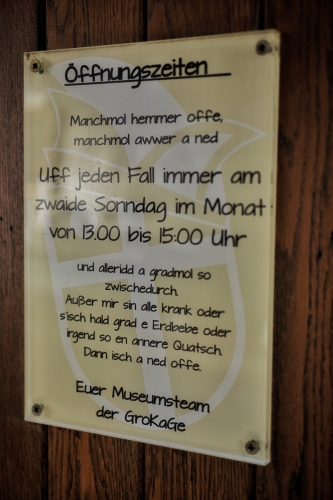 Öffnungszeiten
Manchmol hemmer offe,
manchmol awwer a ned
Uff jeden Fall immer am
zwaide Sonndag im Monat
von 13.00 bis 15:00 Uhr
und alleridd a gradmol so
zwischedurch.
Außer mir sin alle krank oder
s'isch hald grad e Erdbebe oder
irgend so en annere Quatsch.
Dann isch a ned offe.
Euer Museumsteam
der GroKaGe